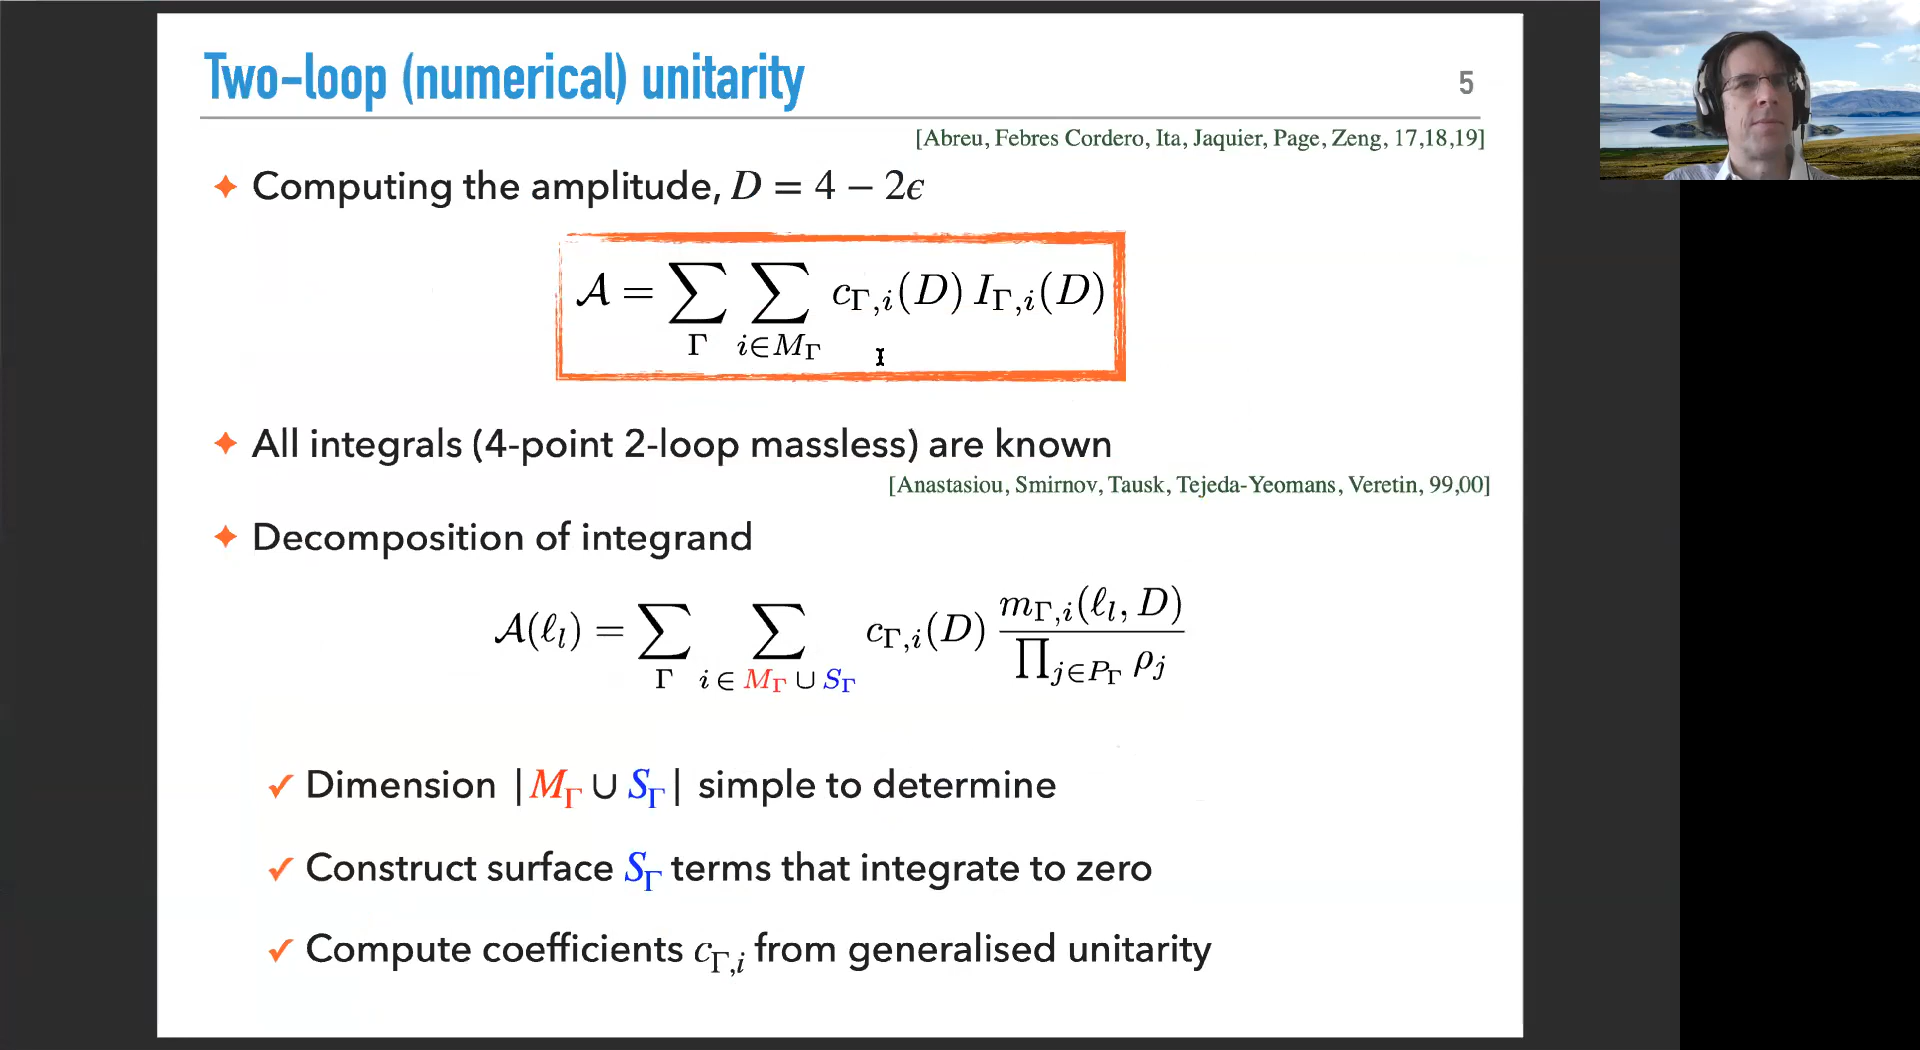 Two-loop (numerical) unitarity
5
[Abreu, Febres Cordero, Ita, Jaquier, Page, Zeng, 17,18,19]
✦ Computing the amplitude, D = 4 − 2ϵ
𝒜 = ∑_Γ ∑_{i∈M_Γ} c_{Γ,i}(D) I_{Γ,i}(D)
✦ All integrals (4-point 2-loop massless) are known
[Anastasiou, Smirnov, Tausk, Tejeda-Yeomans, Veretin, 99,00]
✦ Decomposition of integrand
𝒜(ℓ_l) = ∑_Γ ∑_{i∈M_Γ∪S_Γ} c_{Γ,i}(D) m_{Γ,i}(ℓ_l, D) / ∏_{j∈P_Γ} ρ_j
✓ Dimension |M_Γ ∪ S_Γ| simple to determine
✓ Construct surface S_Γ terms that integrate to zero
✓ Compute coefficients c_{Γ,i} from generalised unitarity